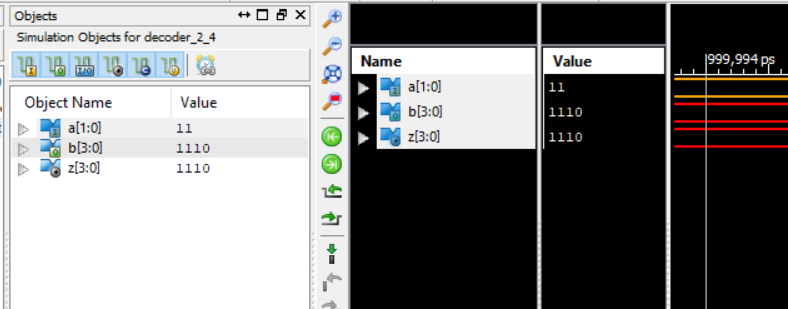 Objects
Simulation Objects for decoder_2_4
Object Name Value
a[1:0] 11
b[3:0] 1110
z[3:0] 1110
Name Value
a[1:0] 11
b[3:0] 1110
z[3:0] 1110
999,994 ps